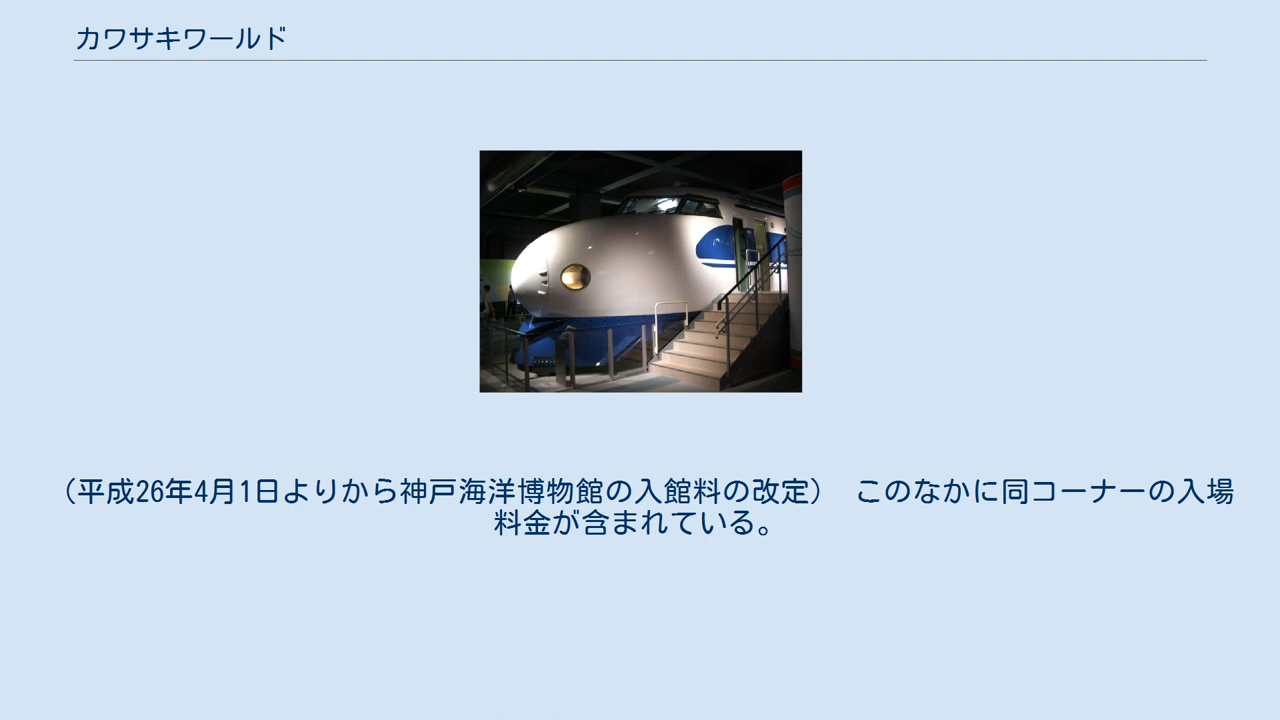 カワサキワールド
（平成26年4月1日よりから神戸海洋博物館の入館料の改定）　このなかに同コーナーの入場
料金が含まれている。